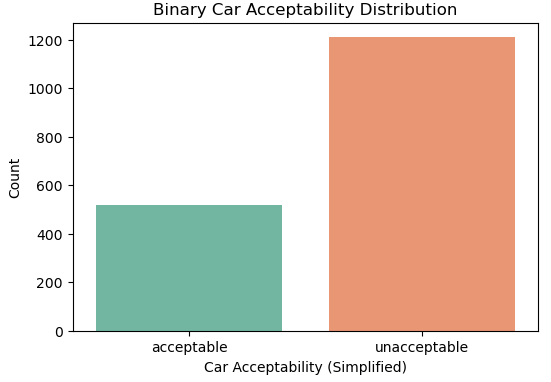 Binary Car Acceptability Distribution
Count
1200
1000
800
600
400
200
0
acceptable unacceptable
Car Acceptability (Simplified)